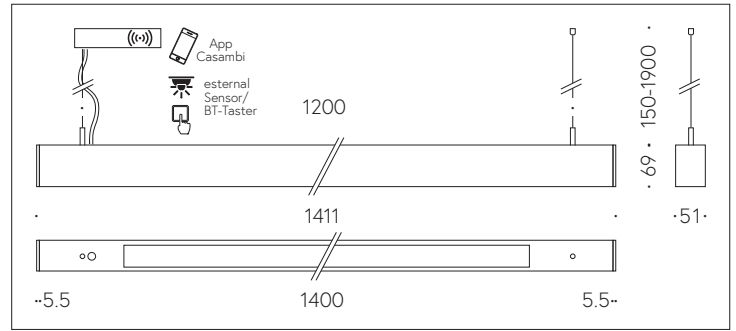 App
Casambi
esternal
Sensor/
BT-Taster
1200
150-1900
69
1411
51
5.5
1400
5.5